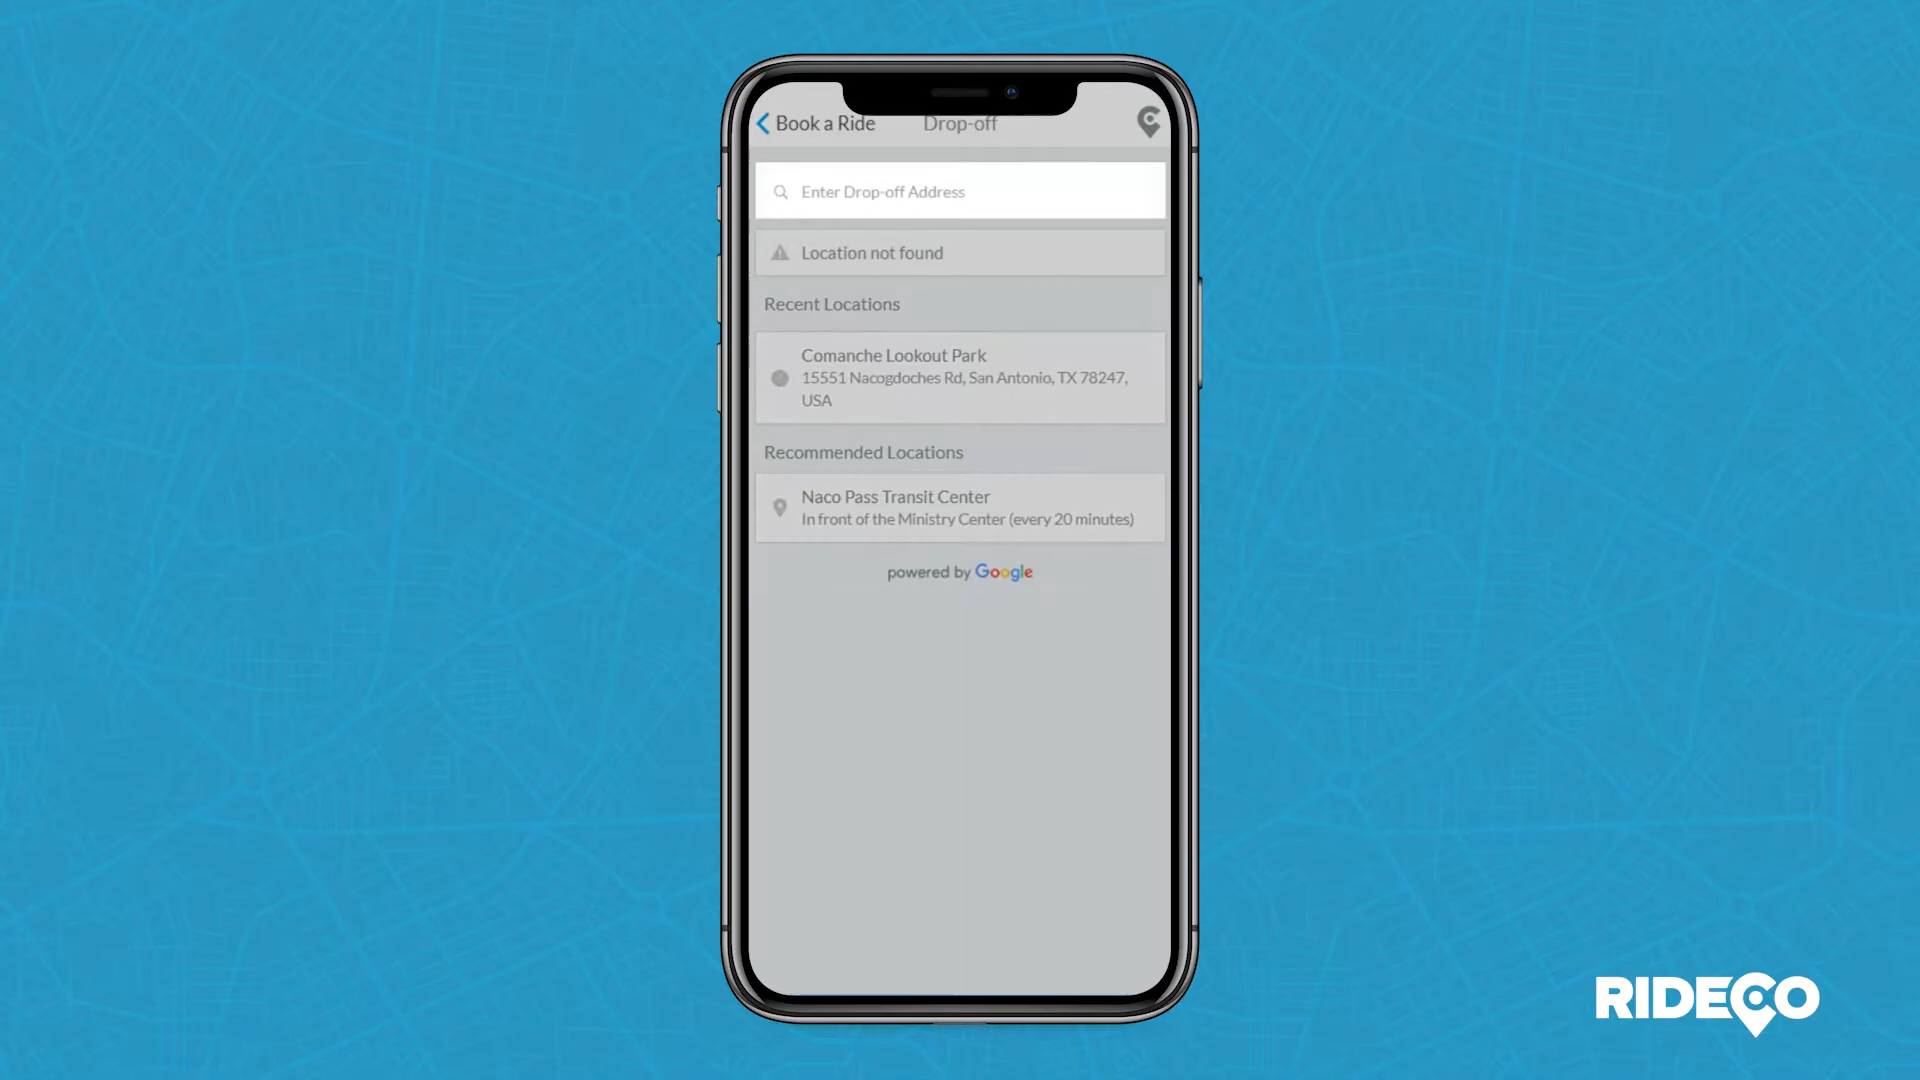 Book a Ride
Drop-off
Enter Drop-off Address
Location not found
Recent Locations
Comanche Lookout Park
15551 Nacogdoches Rd, San Antonio, TX 78247,
USA
Recommended Locations
Naco Pass Transit Center
In front of the Ministry Center (every 20 minutes)
powered by Google
RIDECO